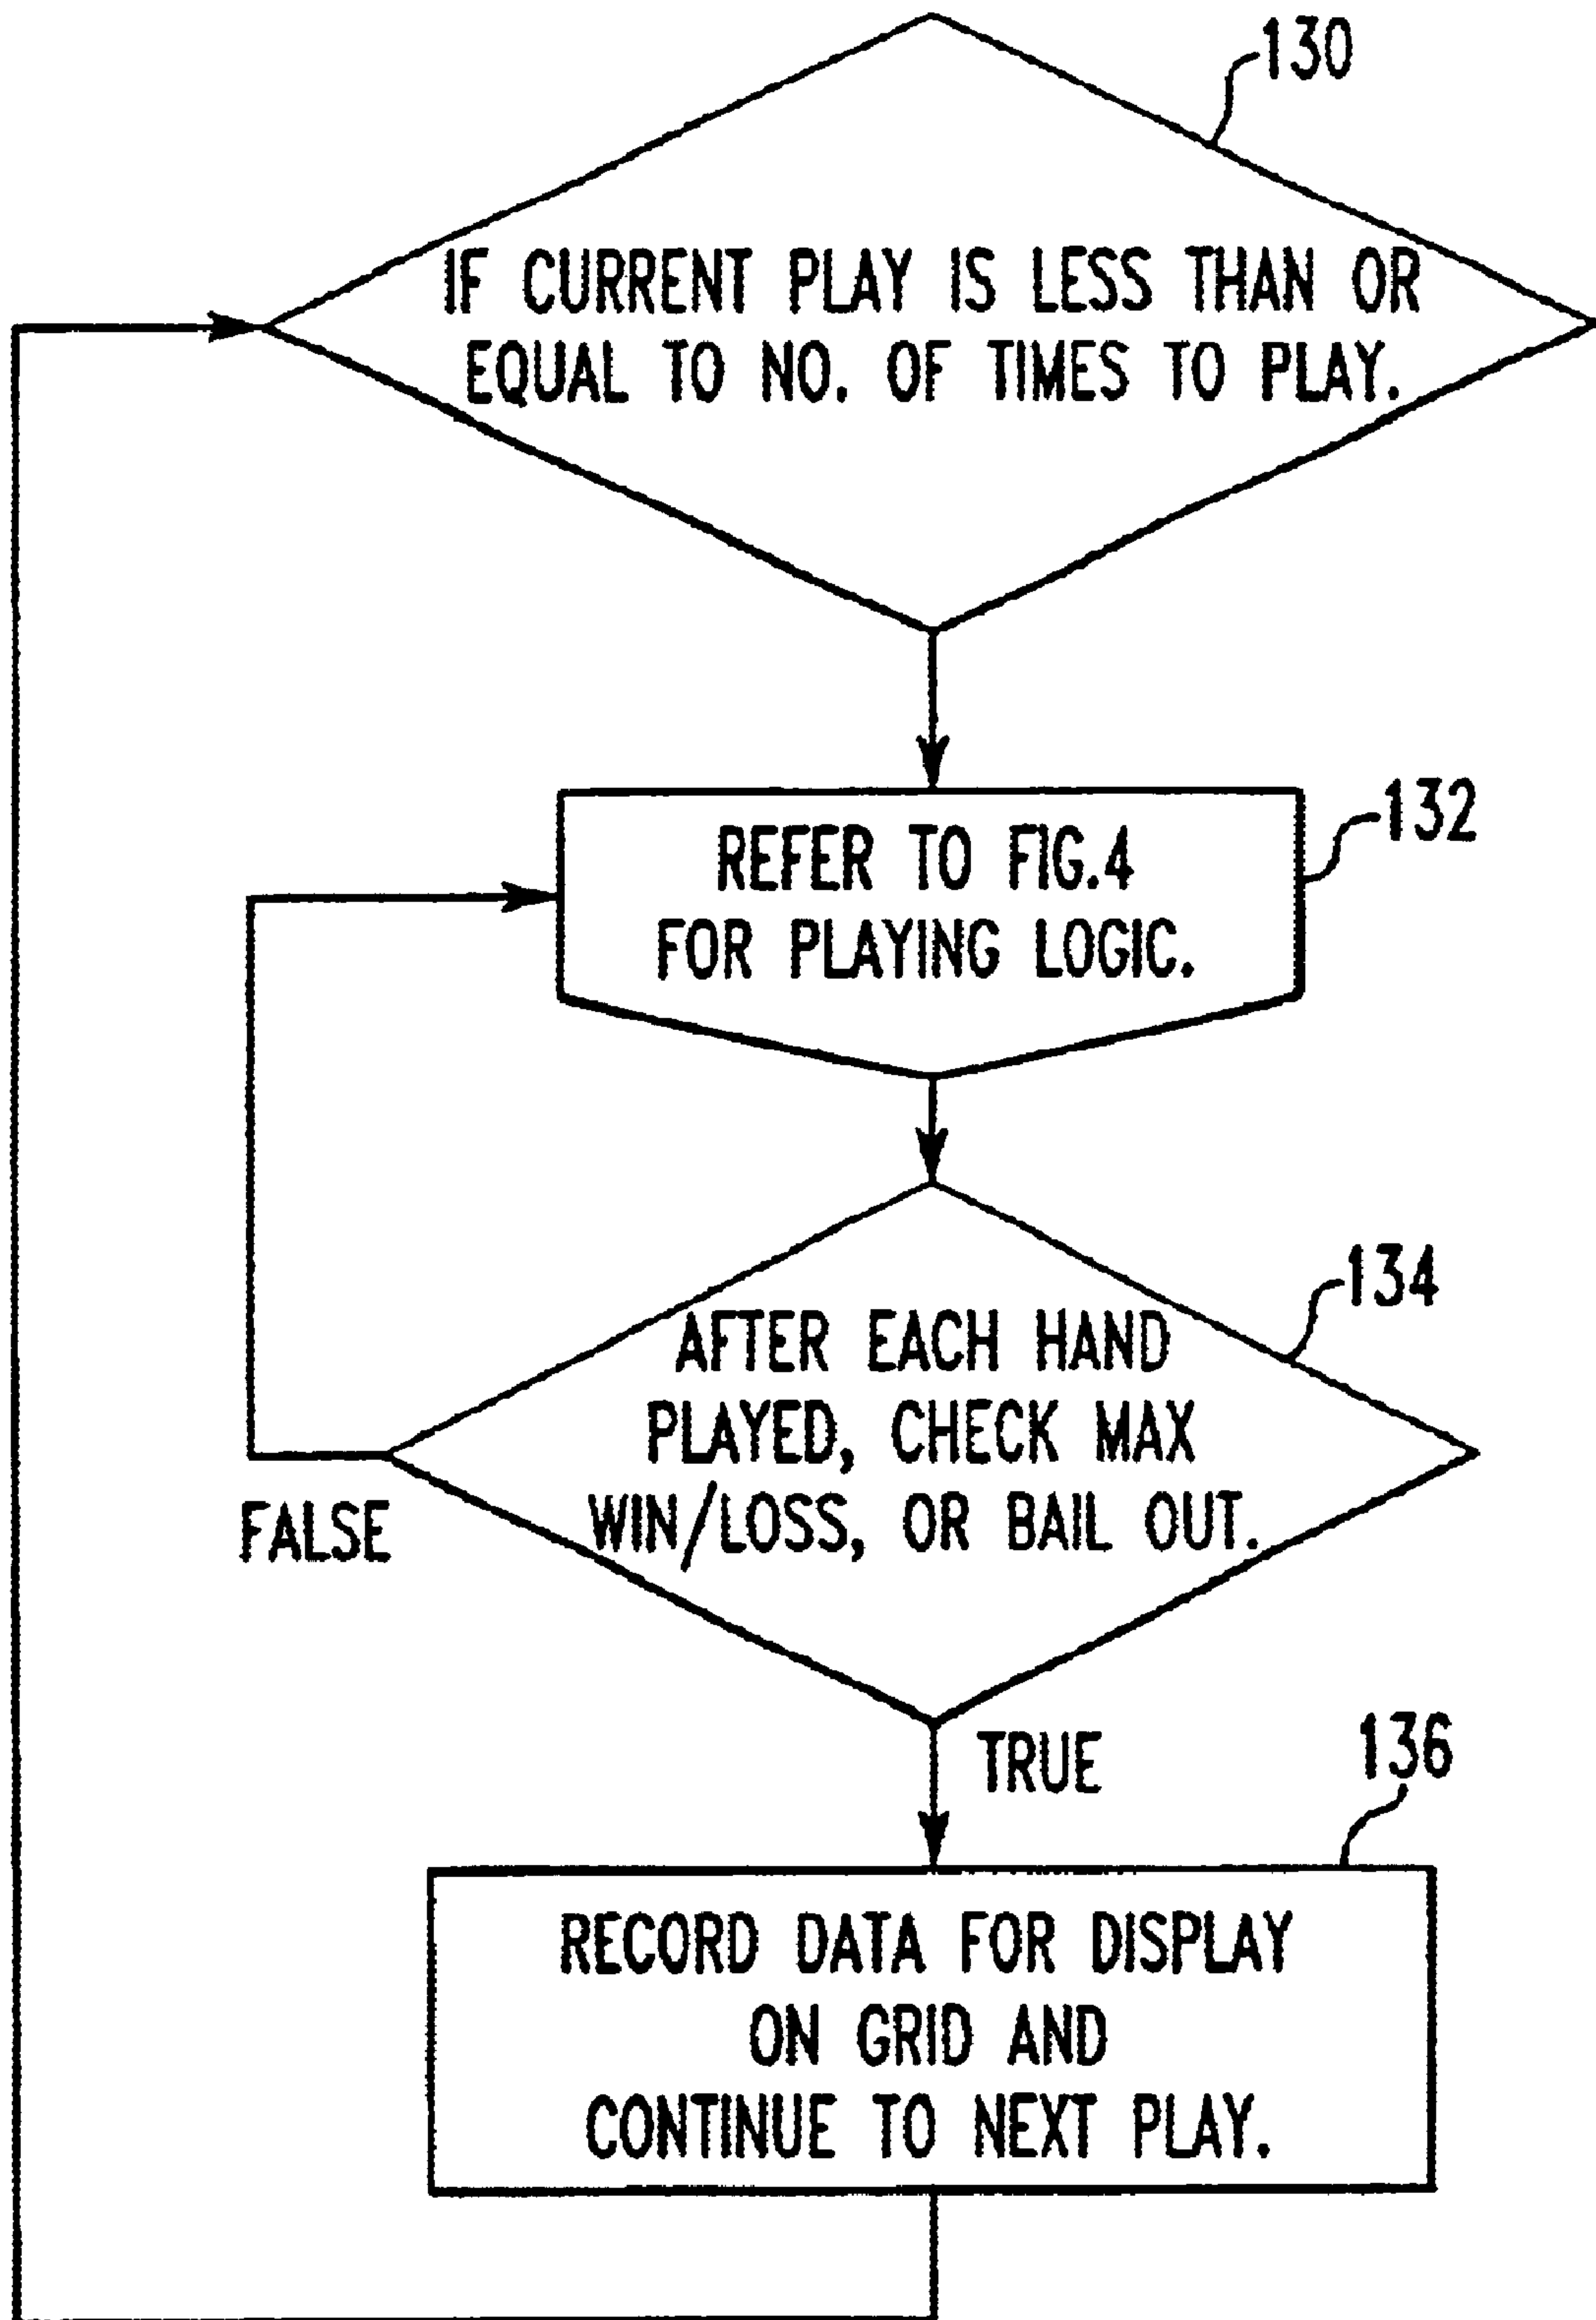 130
IF CURRENT PLAY IS LESS THAN OR
EQUAL TO NO. OF TIMES TO PLAY.
132
REFER TO FIG.4
FOR PLAYING LOGIC.
134
AFTER EACH HAND
PLAYED, CHECK MAX
WIN/LOSS, OR BAIL OUT.
FALSE
TRUE
136
RECORD DATA FOR DISPLAY
ON GRID AND
CONTINUE TO NEXT PLAY.